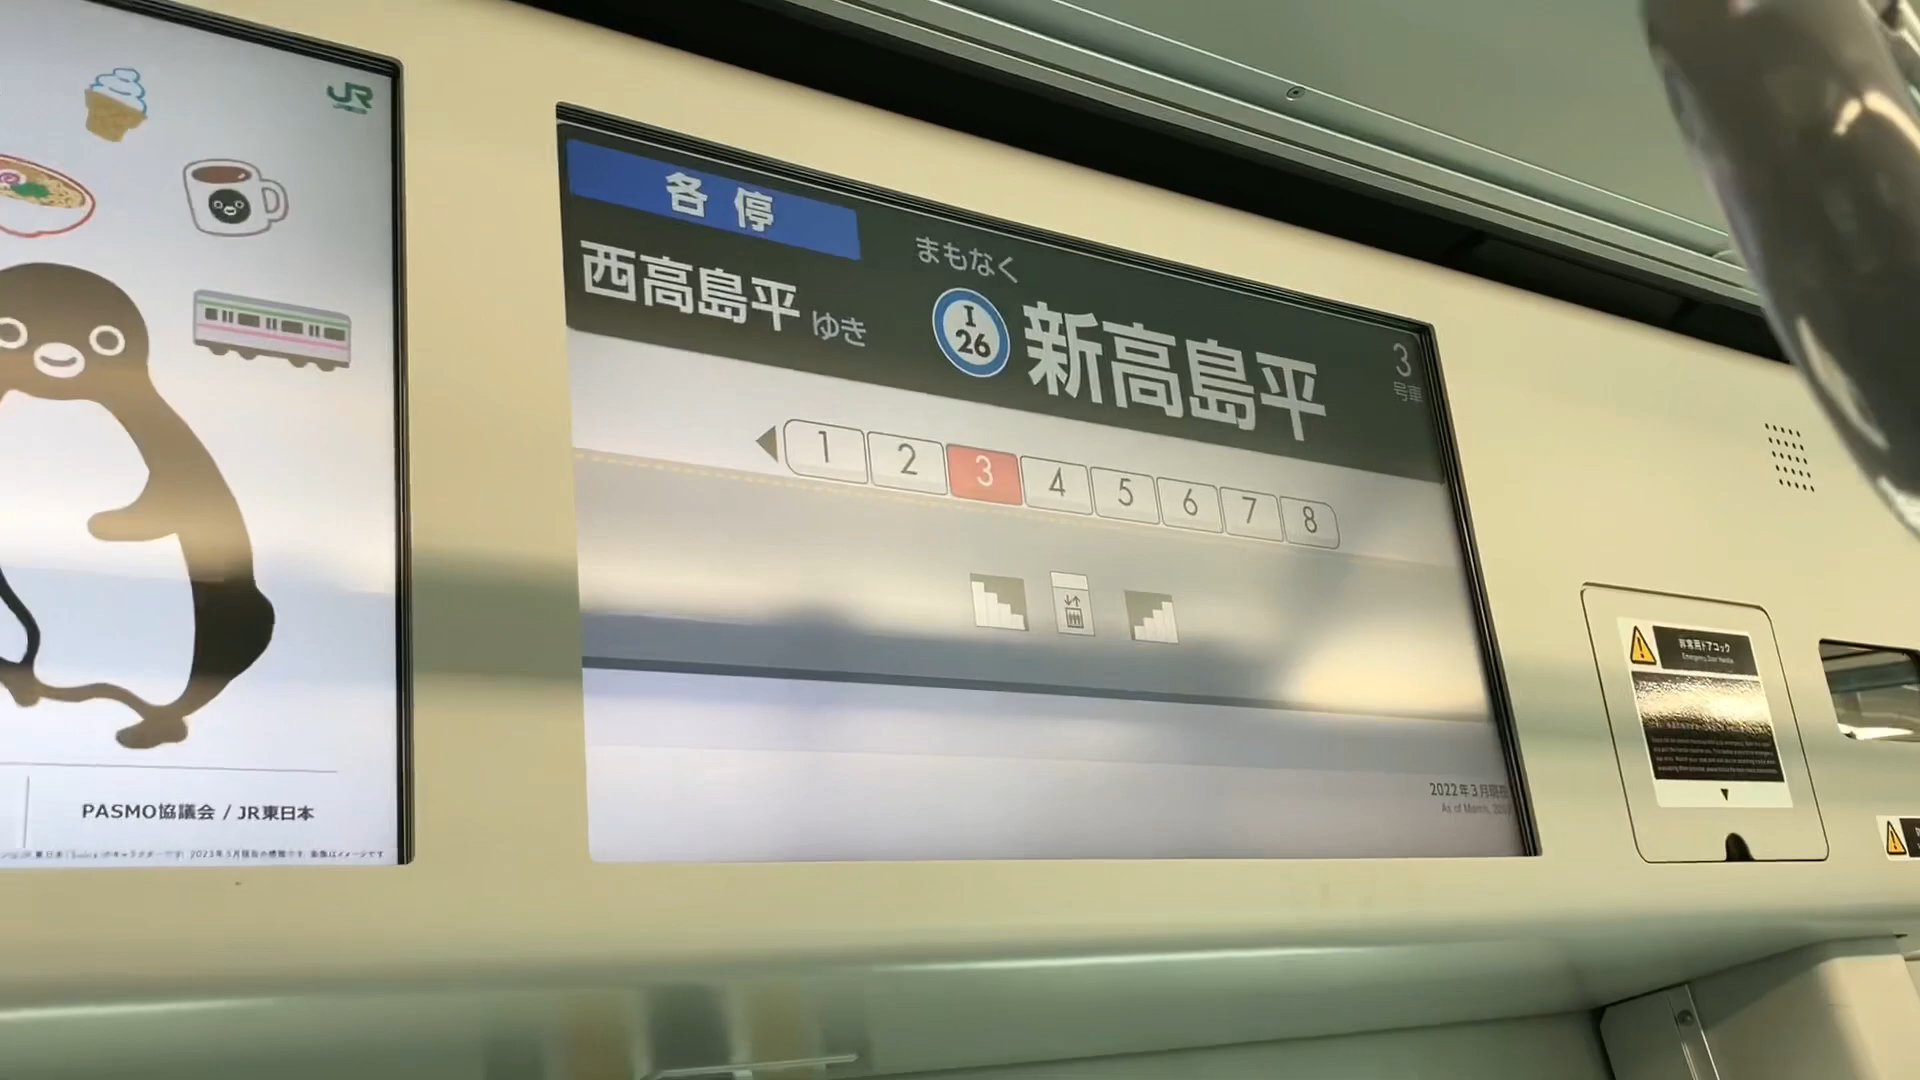 JR
PASMO協議会 / JR東日本
各停
西高島平 ゆき
まもなく
I
26
新高島平
3
号車
1 2 3 4 5 6 7 8
2022年3月現在
非常用ドアコック
Emergency Door Handle